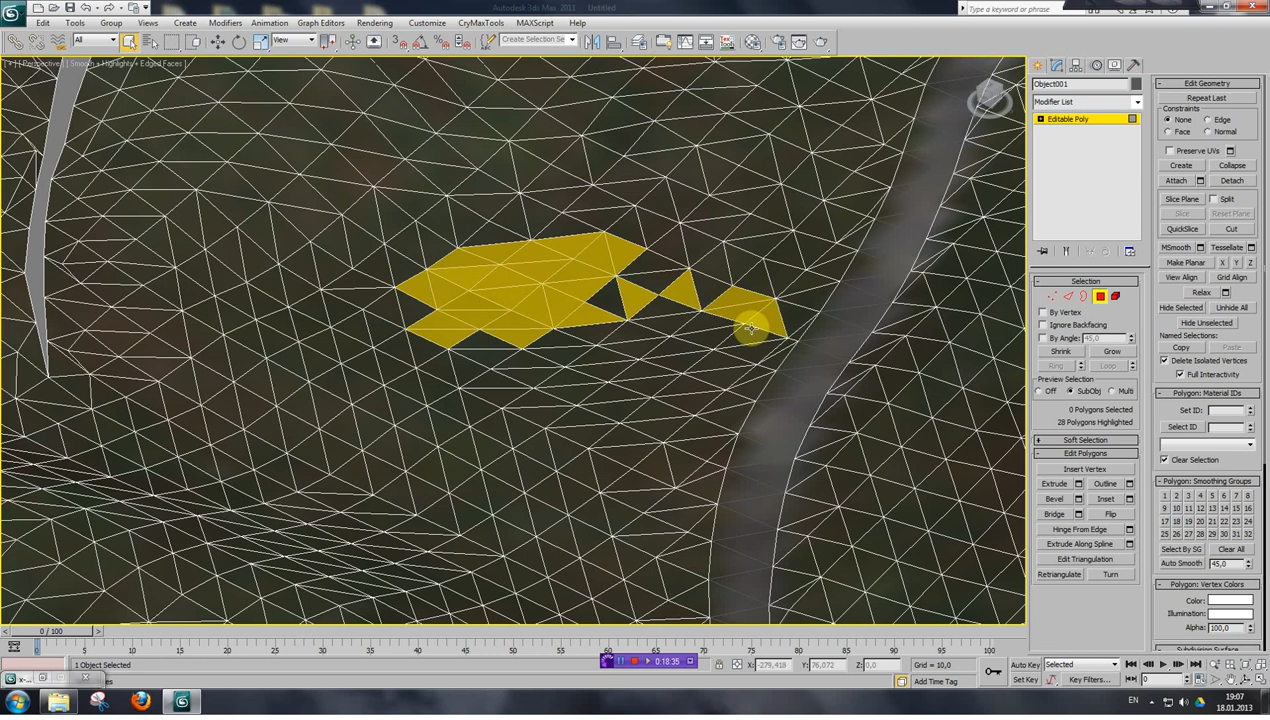 Autodesk 3ds Max 2011 Untitled
Type a keyword or phrase
Edit Tools Group Views Create Modifiers Animation Graph Editors Rendering Customize CryMaxTools MAXScript Help
All View Create Selection Se
[ + ] [ Perspective ] [ Smooth + Highlights + Edged Faces ]
Object001
Modifier List
Editable Poly
Selection
By Vertex
Ignore Backfacing
By Angle: 45,0
Shrink Grow
Ring Loop
Preview Selection
Off SubObj Multi
0 Polygons Selected
28 Polygons Highlighted
Soft Selection
Edit Polygons
Insert Vertex
Extrude Outline
Bevel Inset
Bridge Flip
Hinge From Edge
Extrude Along Spline
Edit Triangulation
Retriangulate Turn
Edit Geometry
Repeat Last
Constraints
None Edge
Face Normal
Preserve UVs
Create Collapse
Attach Detach
Slice Plane Split
Slice Reset Plane
QuickSlice Cut
MSmooth Tessellate
Make Planar X Y Z
View Align Grid Align
Relax
Hide Selected Unhide All
Hide Unselected
Named Selections:
Copy Paste
Delete Isolated Vertices
Full Interactivity
Polygon: Material IDs
Set ID:
Select ID
Clear Selection
Polygon: Smoothing Groups
1 2 3 4 5 6 7 8
9 10 11 12 13 14 15 16
17 18 19 20 21 22 23 24
25 26 27 28 29 30 31 32
Select By SG Clear All
Auto Smooth 45,0
Polygon: Vertex Colors
Color:
Illumination:
Alpha: 100,0
0 / 100
0 5 10 15 20 25 30 35 40 45 50 55 60 65 70 75 80 85 90 95 100
1 Object Selected
0:18:35
X: -279,418 Y: 76,072 Z: 0,0 Grid = 10,0
Add Time Tag
Auto Key Selected
Set Key Key Filters... 0
EN 19:07
18.01.2013